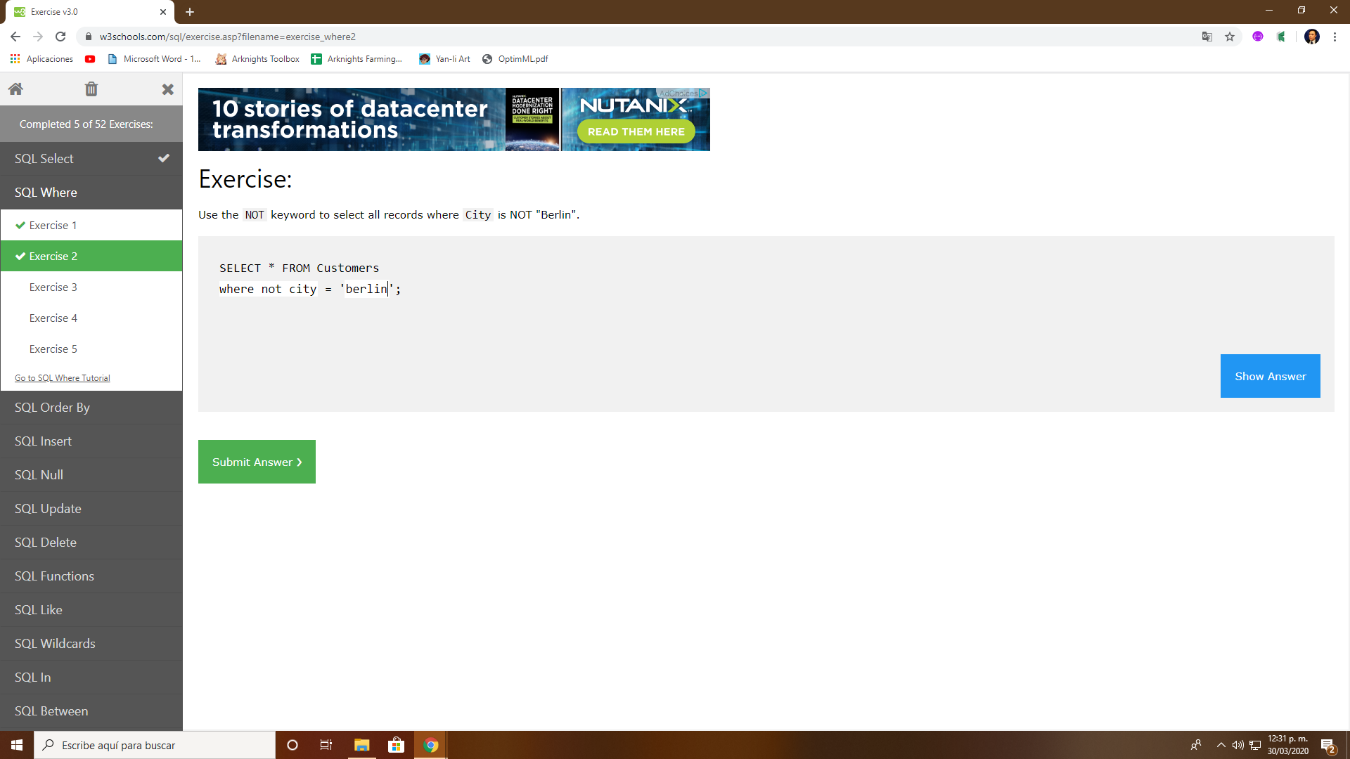 Exercise v3.0
w3schools.com/sql/exercise.asp?filename=exercise_where2
Aplicaciones
Microsoft Word - 1...
Arknights Toolbox
Arknights Farming...
Yan-li Art
OptimML.pdf
Completed 5 of 52 Exercises:
SQL Select
SQL Where
Exercise 1
Exercise 2
Exercise 3
Exercise 4
Exercise 5
Go to SQL Where Tutorial
SQL Order By
SQL Insert
SQL Null
SQL Update
SQL Delete
SQL Functions
SQL Like
SQL Wildcards
SQL In
SQL Between
10 stories of datacenter
transformations
DATACENTER
MODERNIZATION
DONE RIGHT
NUTANIX
READ THEM HERE
Exercise:
Use the NOT keyword to select all records where City is NOT "Berlin".
SELECT * FROM Customers
where not city = 'berlin';
Show Answer
Submit Answer ❯
Escribe aquí para buscar
12:31 p. m.
30/03/2020
2